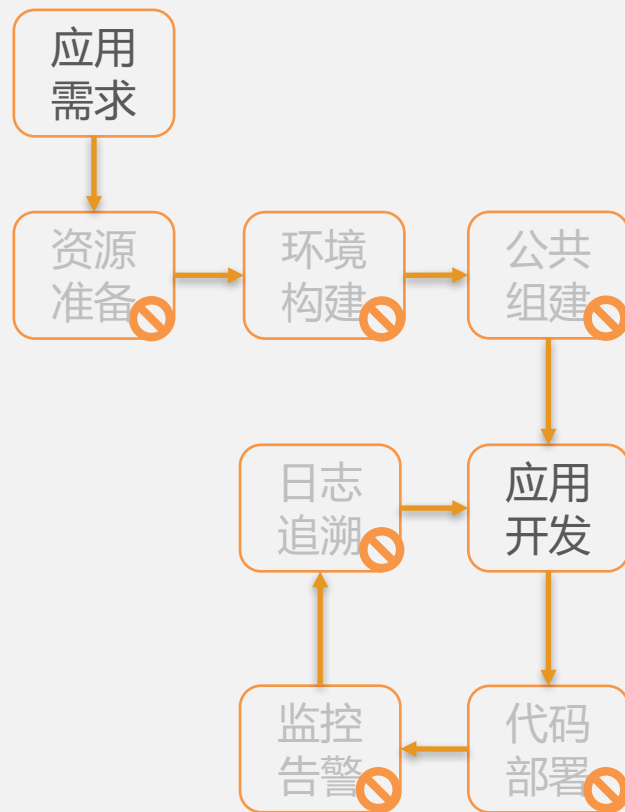 应用
需求
资源
准备
环境
构建
公共
组建
日志
追溯
应用
开发
监控
告警
代码
部署